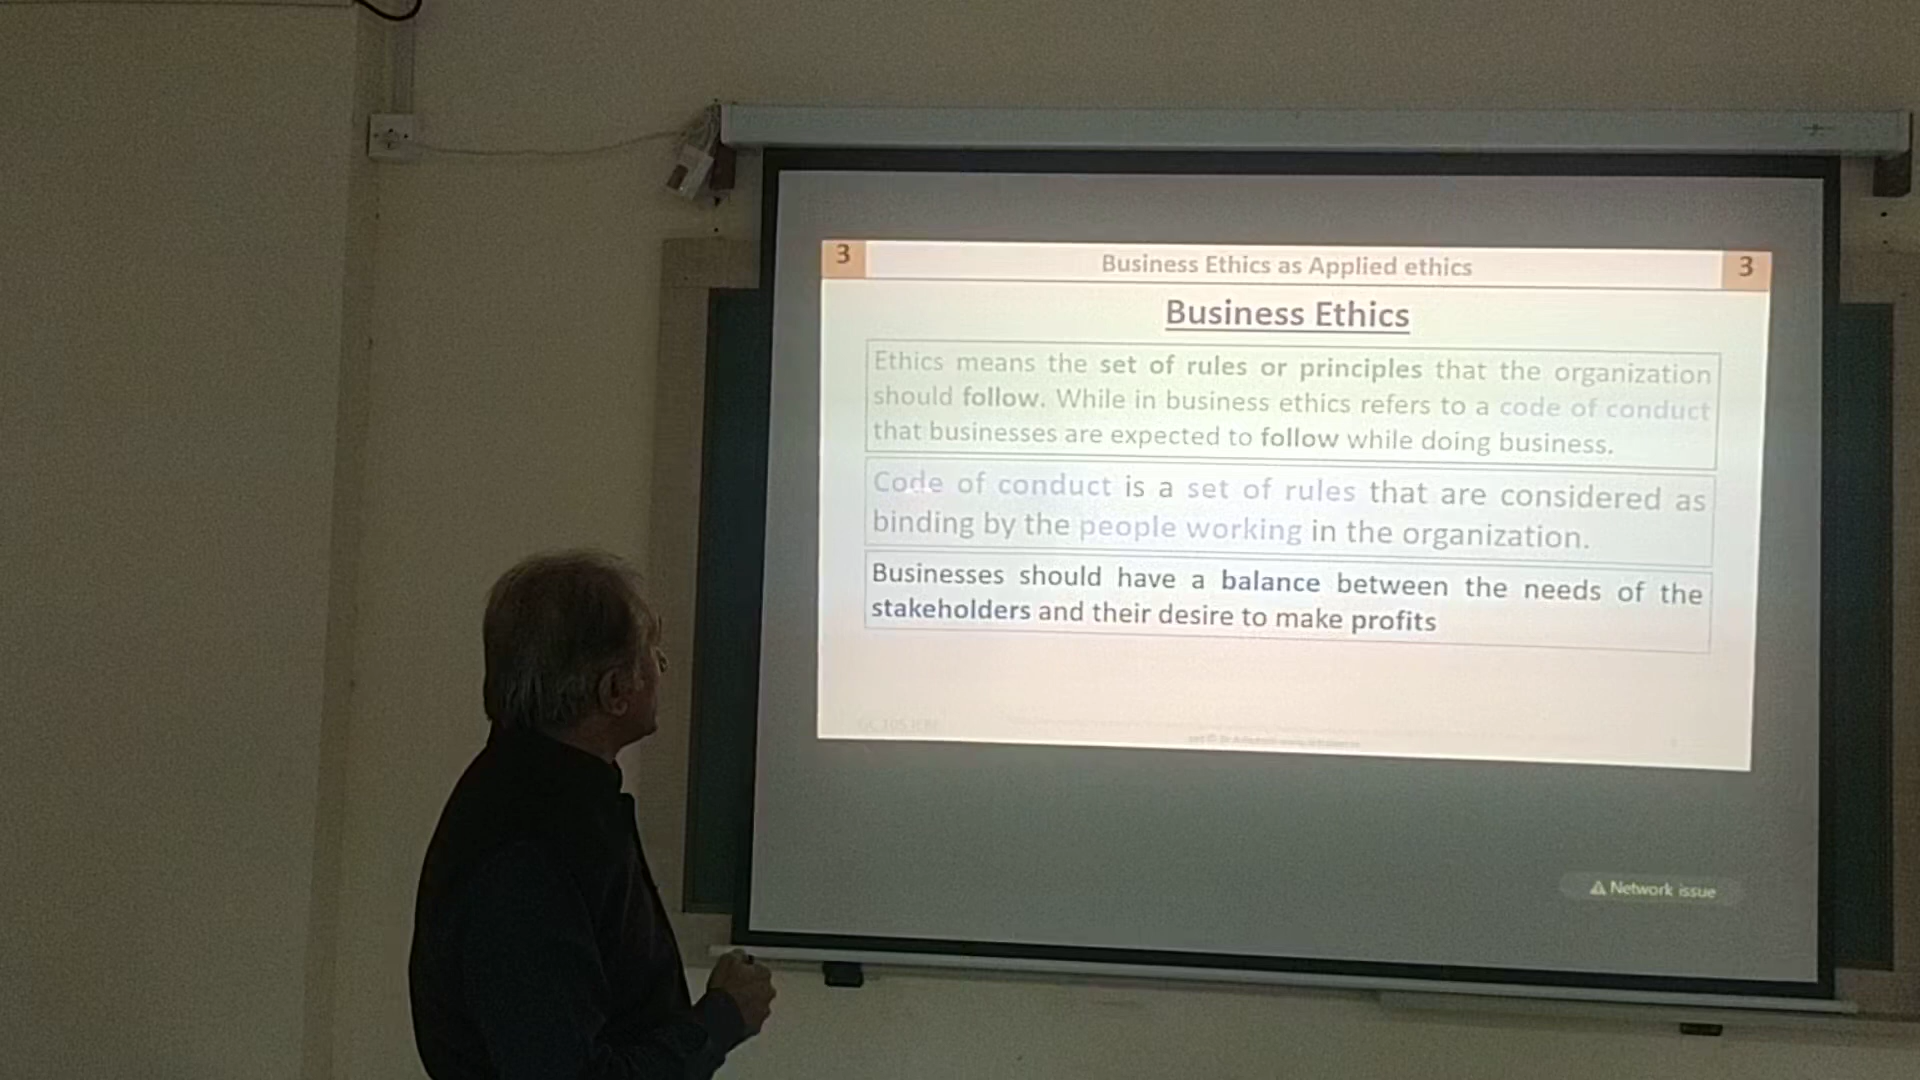 3 Business Ethics as Applied ethics 3
Business Ethics
Ethics means the set of rules or principles that the organization
should follow. While in business ethics refers to a code of conduct
that businesses are expected to follow while doing business.
Code of conduct is a set of rules that are considered as
binding by the people working in the organization.
Businesses should have a balance between the needs of the
stakeholders and their desire to make profits
Network issue